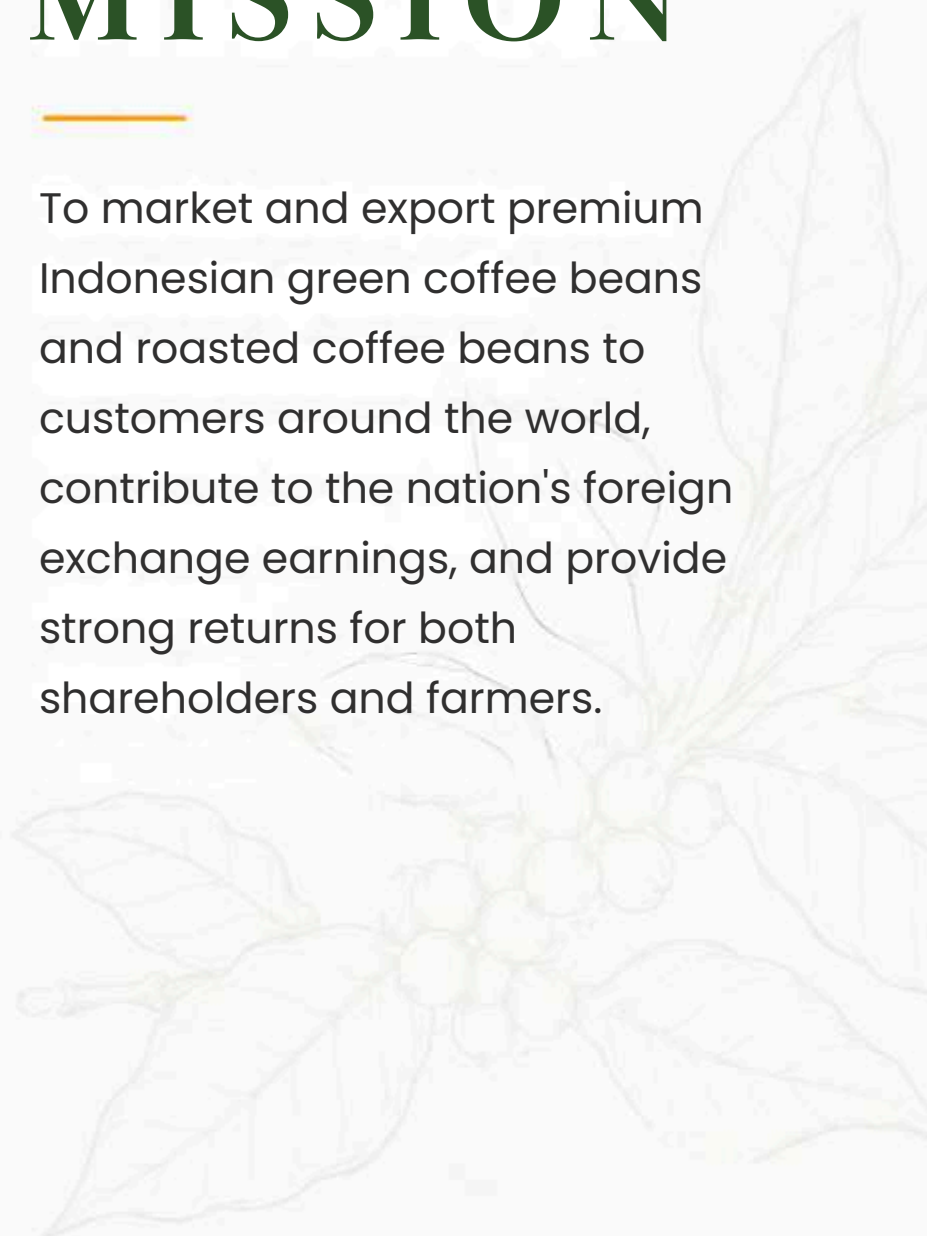 MISSION
To market and export premium
Indonesian green coffee beans
and roasted coffee beans to
customers around the world,
contribute to the nation's foreign
exchange earnings, and provide
strong returns for both
shareholders and farmers.